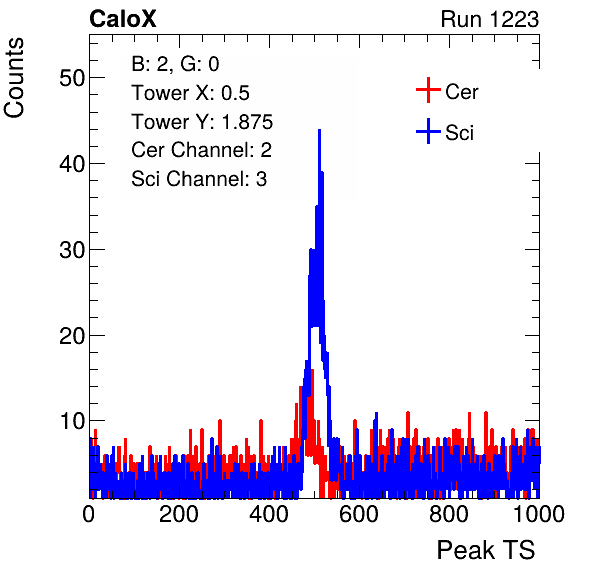 CaloX Run 1223
Counts
B: 2, G: 0
Tower X: 0.5
Tower Y: 1.875
Cer Channel: 2
Sci Channel: 3
Cer
Sci
50
40
30
20
10
0 200 400 600 800 1000
Peak TS